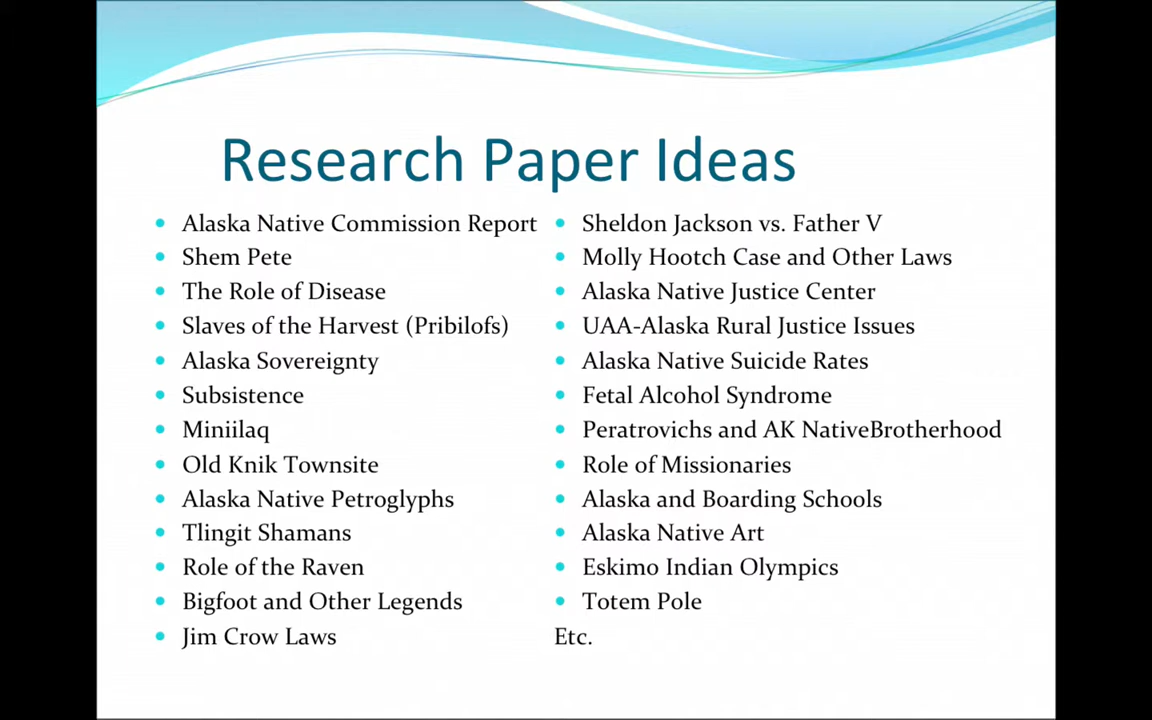 Research Paper Ideas
Alaska Native Commission Report
Shem Pete
The Role of Disease
Slaves of the Harvest (Pribilofs)
Alaska Sovereignty
Subsistence
Miniilaq
Old Knik Townsite
Alaska Native Petroglyphs
Tlingit Shamans
Role of the Raven
Bigfoot and Other Legends
Jim Crow Laws
Sheldon Jackson vs. Father V
Molly Hootch Case and Other Laws
Alaska Native Justice Center
UAA-Alaska Rural Justice Issues
Alaska Native Suicide Rates
Fetal Alcohol Syndrome
Peratrovichs and AK NativeBrotherhood
Role of Missionaries
Alaska and Boarding Schools
Alaska Native Art
Eskimo Indian Olympics
Totem Pole
Etc.